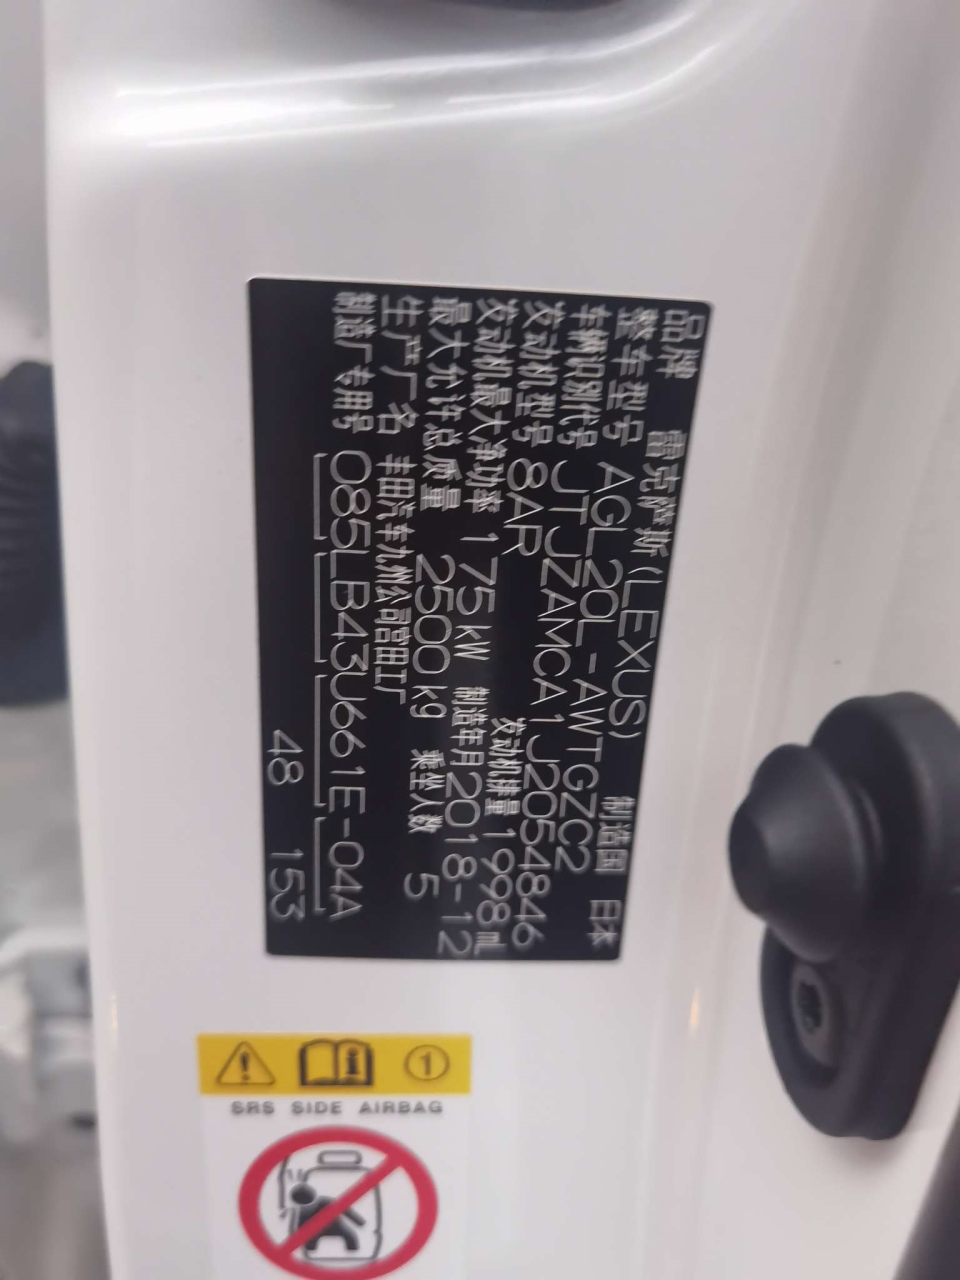 品牌 雷克萨斯(LEXUS) 制造国 日本
整车型号 AGL20L-AWTGZC2
车辆识别代号 JTJZAMCA1J2054846
发动机型号 8AR 发动机排量 1998mL
发动机最大净功率 175kW 制造年月 2018-12
最大允许总质量 2500kg 乘坐人数 5
生产厂名 丰田汽车九州公司宫田工厂
制造厂专用号 085LB43U661E-04A
48 153
1
SRS SIDE AIRBAG